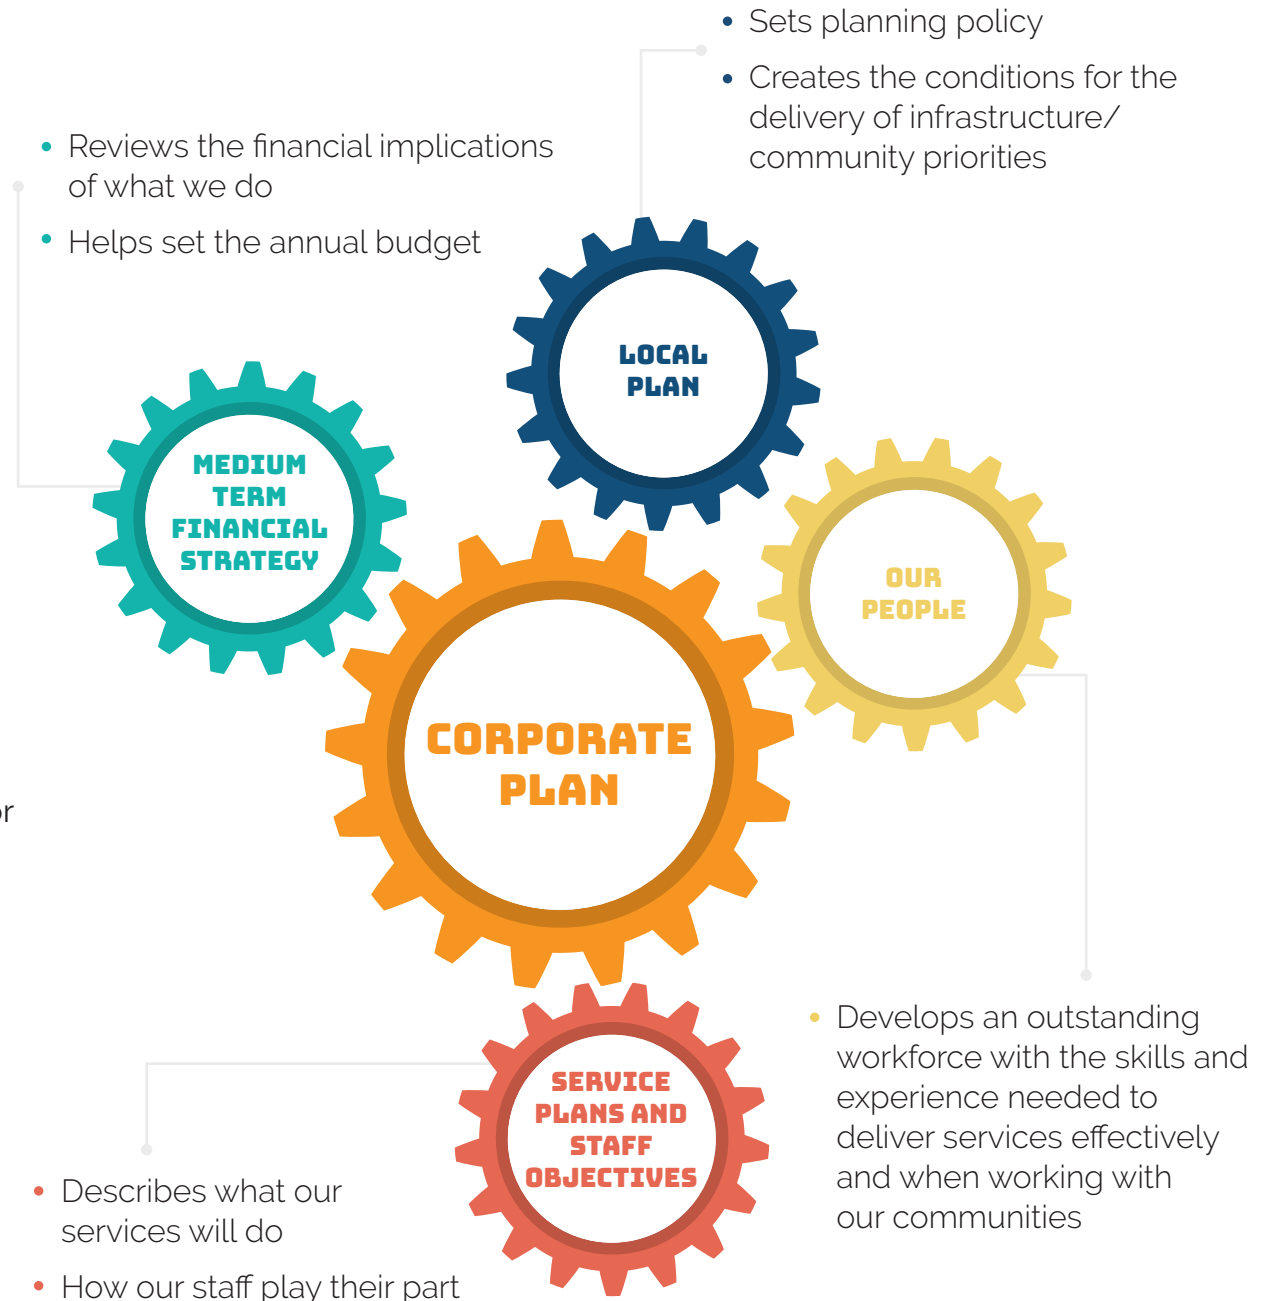 • Sets planning policy
• Creates the conditions for the
delivery of infrastructure/
community priorities
• Reviews the financial implications
of what we do
• Helps set the annual budget
LOCAL
PLAN
MEDIUM
TERM
FINANCIAL
STRATEGY
OUR
PEOPLE
CORPORATE
PLAN
SERVICE
PLANS AND
STAFF
OBJECTIVES
• Develops an outstanding
workforce with the skills and
experience needed to
deliver services effectively
and when working with
our communities
• Describes what our
services will do
• How our staff play their part